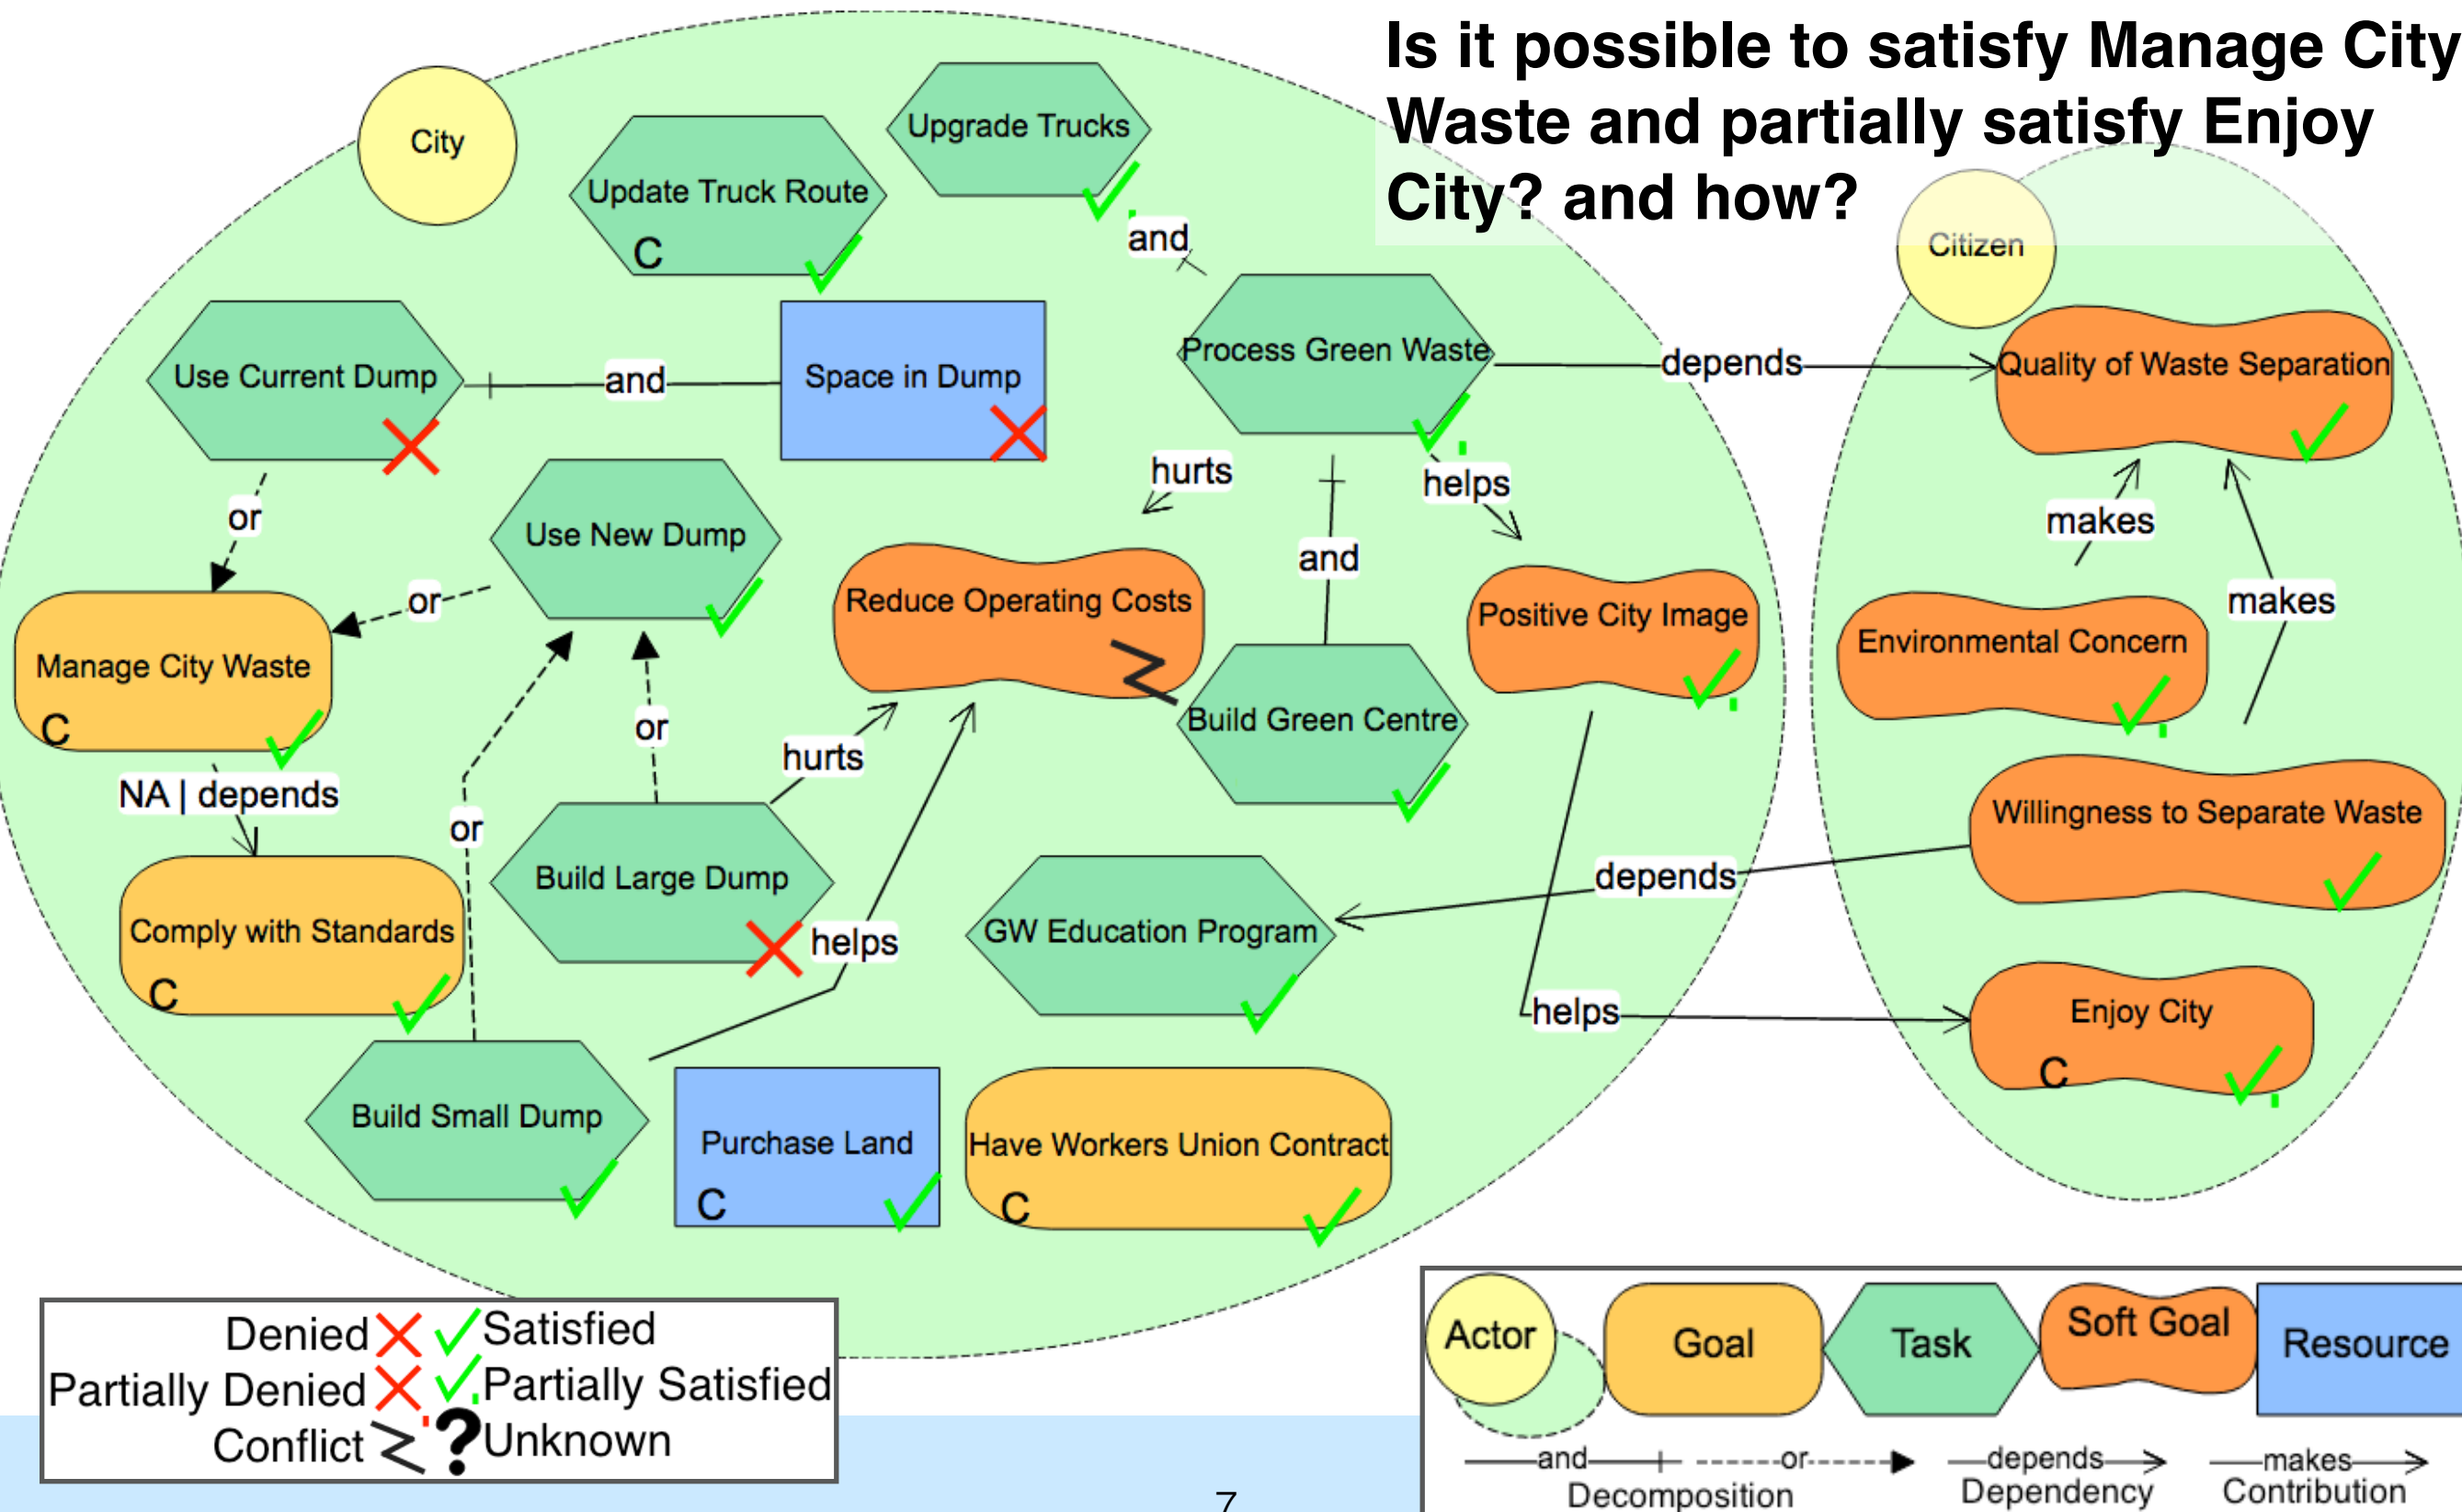 Is it possible to satisfy Manage City
Waste and partially satisfy Enjoy
City? and how?
City
Upgrade Trucks
Update Truck Route
C
and
Citizen
Use Current Dump
and
Space in Dump
Process Green Waste
depends
Quality of Waste Separation
or
Use New Dump
hurts
helps
makes
or
and
Reduce Operating Costs
Positive City Image
Environmental Concern
makes
Manage City Waste
C
or
hurts
Build Green Centre
NA | depends
or
Willingness to Separate Waste
Build Large Dump
depends
Comply with Standards
C
helps
GW Education Program
helps
Enjoy City
C
Build Small Dump
Purchase Land
C
Have Workers Union Contract
C
Denied
Satisfied
Partially Denied
Partially Satisfied
Conflict
Unknown
Actor
Goal
Task
Soft Goal
Resource
and
or
depends
makes
Decomposition
Dependency
Contribution
7